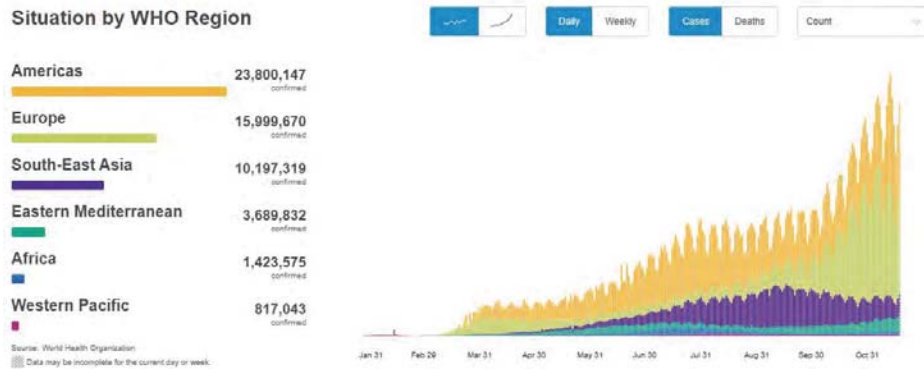 Situation by WHO Region
Daily Weekly Cases Deaths Count
Americas 23,800,147
confirmed
Europe 15,999,670
confirmed
South-East Asia 10,197,319
confirmed
Eastern Mediterranean 3,689,832
confirmed
Africa 1,423,575
confirmed
Western Pacific 817,043
confirmed
Source: World Health Organization
Data may be incomplete for the current day or week.
Jan 31 Feb 29 Mar 31 Apr 30 May 31 Jun 30 Jul 31 Aug 31 Sep 30 Oct 31